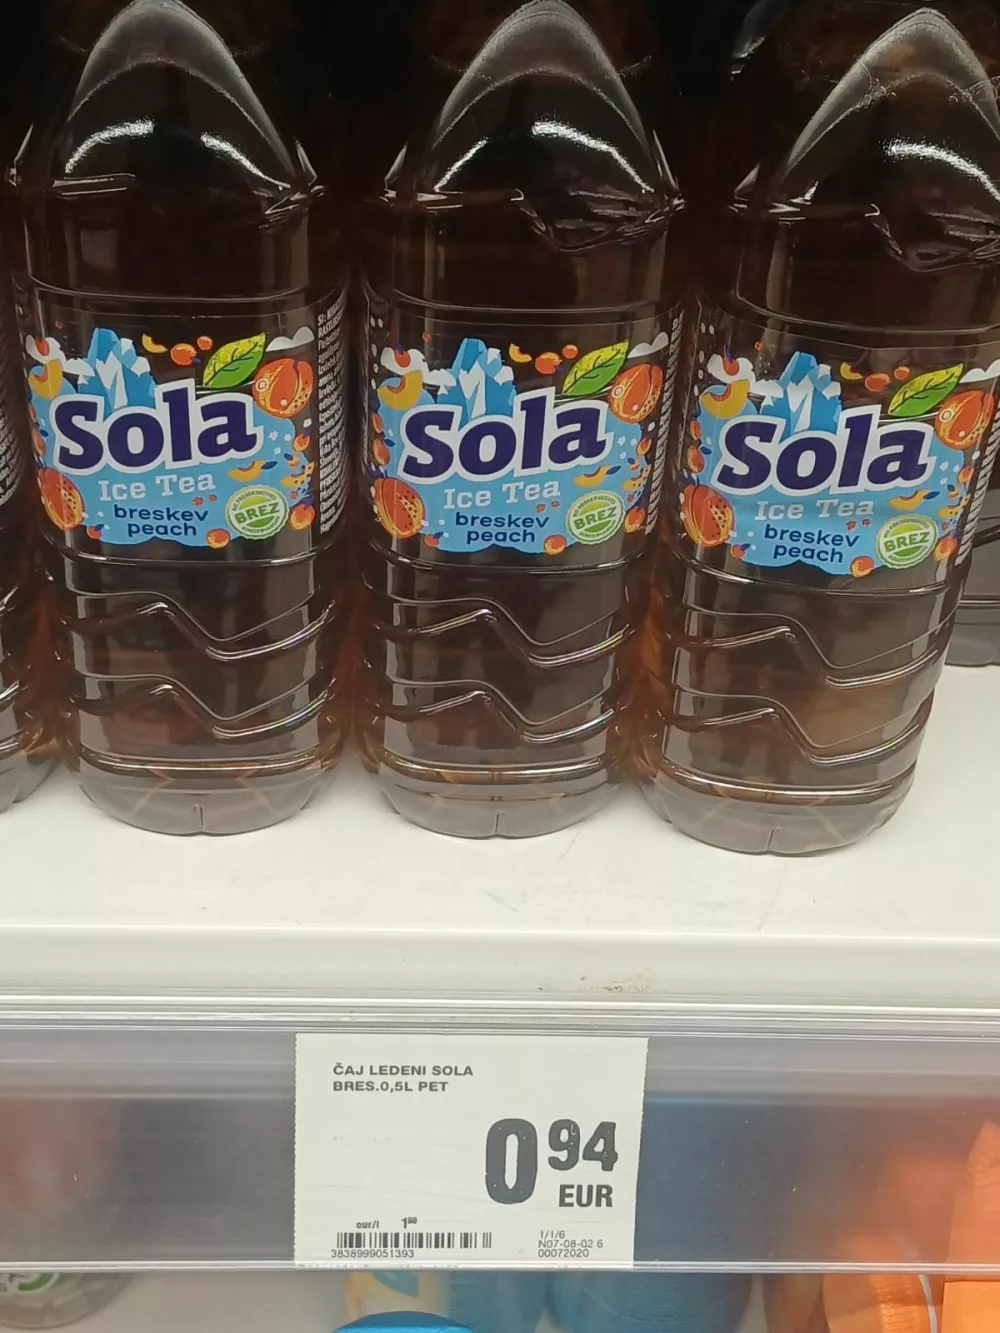 Sola
Ice Tea
breskev
peach
BREZ
Sola
Ice Tea
breskev
peach
BREZ
Sola
Ice Tea
breskev
peach
BREZ
ČAJ LEDENI SOLA
BRES.0,5L PET
0 94
EUR
eur/l 1 88
3838999051393
1/1/6
N07-08-02 6
00072020